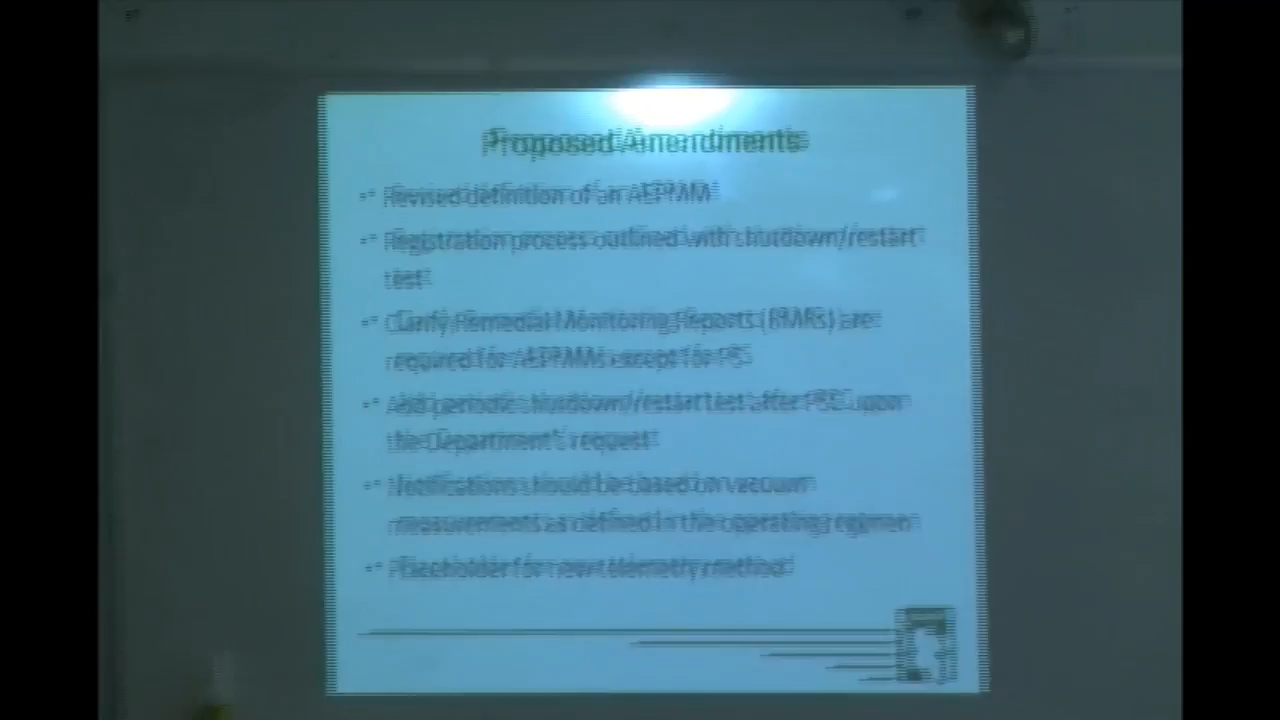 Proposed Amendments
• Revised definition of an AEPMM
• Registration process outlined with shutdown/restart
test
• Clarify Remedial Monitoring Reports (RMRs) are
required for AEPMMs except for PS
• Add periodic shutdown/restart test after PSC upon
the Department's request
• Notifications should be based on vacuum
measurements as defined in the operating regimen
• Placeholder for new telemetry method